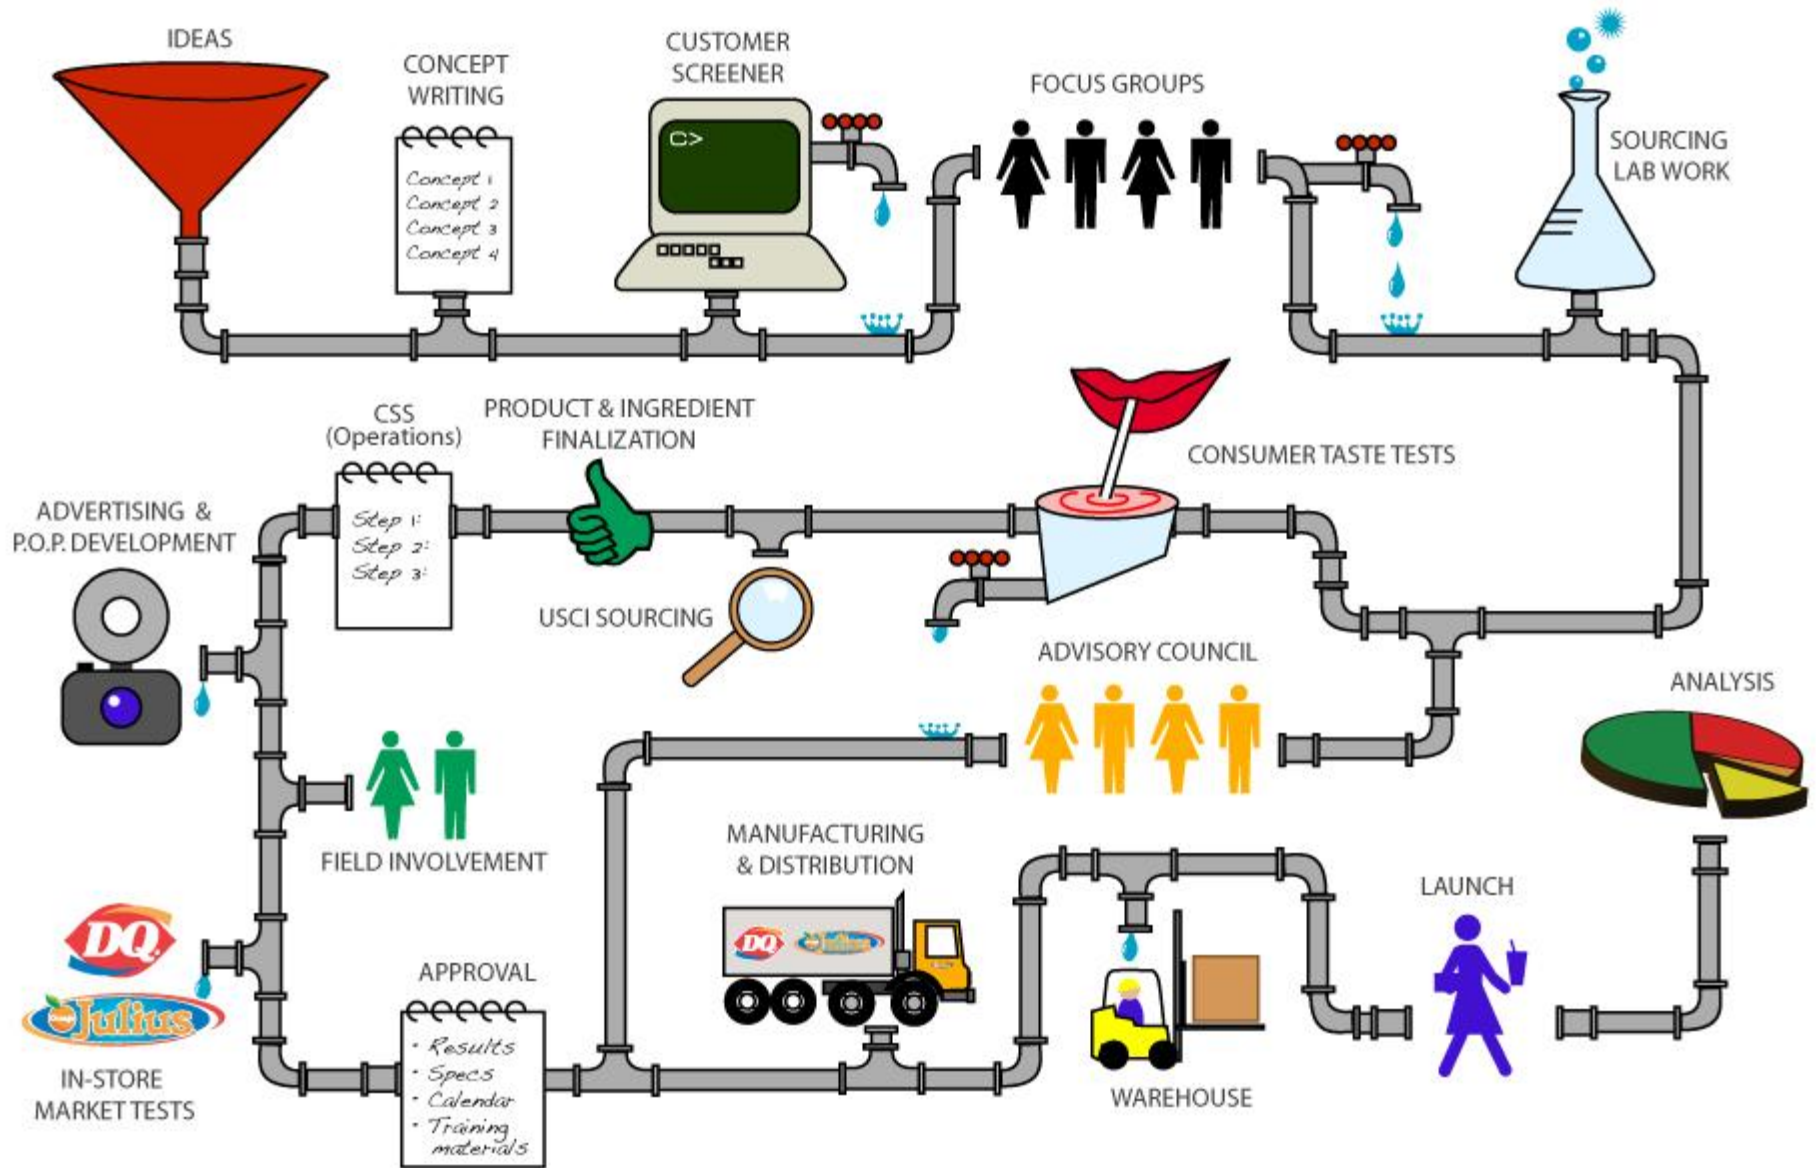 IDEAS
CONCEPT
WRITING
Concept 1
Concept 2
Concept 3
Concept 4
CUSTOMER
SCREENER
C>
FOCUS GROUPS
SOURCING
LAB WORK
CONSUMER TASTE TESTS
PRODUCT & INGREDIENT
FINALIZATION
CSS
(Operations)
Step 1:
Step 2:
Step 3:
USCI SOURCING
ADVERTISING &
P.O.P. DEVELOPMENT
ADVISORY COUNCIL
ANALYSIS
FIELD INVOLVEMENT
MANUFACTURING
& DISTRIBUTION
DQ
Julius
LAUNCH
DQ.
Orange
Julius
IN-STORE
MARKET TESTS
APPROVAL
• Results
• Specs
• Calendar
• Training
materials
WAREHOUSE